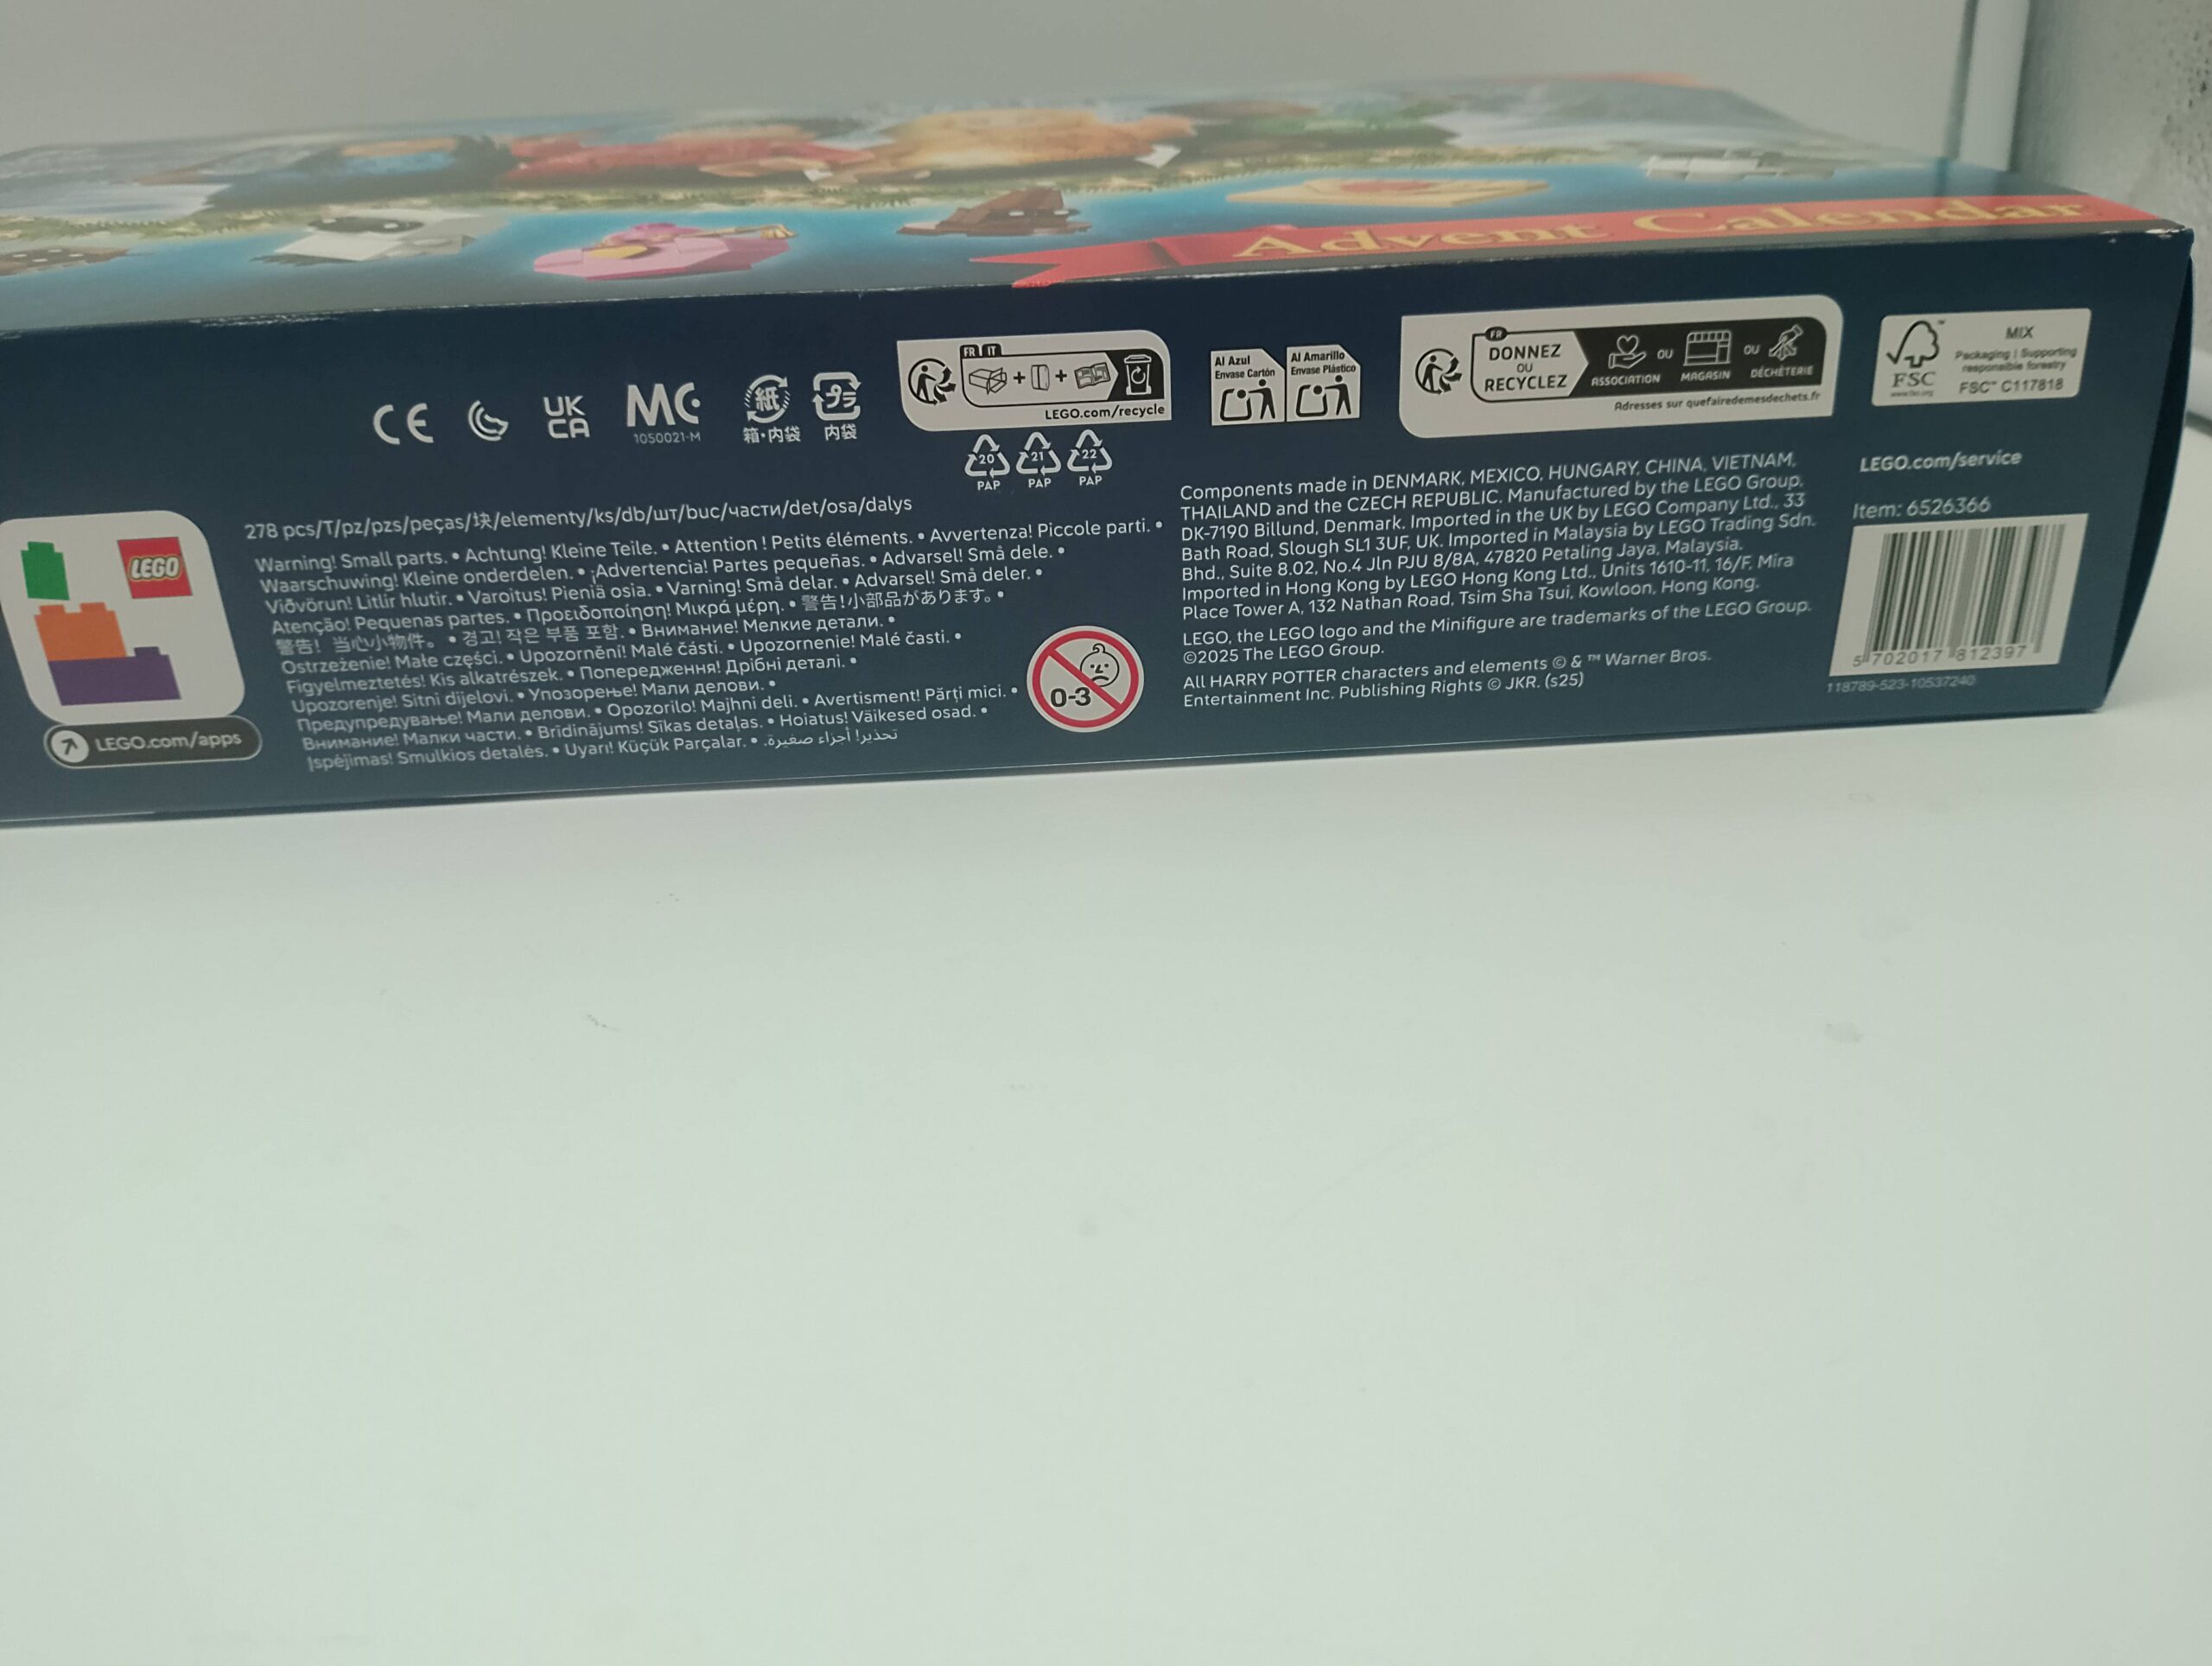 Advent Calendar
CE
UK
CA
MC
1050021-M
紙
箱・内袋
プラ
内袋
FR IT
LEGO.com/recycle
20 21 22
PAP PAP PAP
Al Azul
Envase Cartón
Al Amarillo
Envase Plástico
FR
DONNEZ
OU
RECYCLEZ
ASSOCIATION OU MAGASIN OU DÉCHÈTERIE
Adresses sur quefairedemesdechets.fr
FSC™
www.fsc.org
MIX
Packaging | Supporting
responsible forestry
FSC™ C117818
LEGO
LEGO.com/apps
278 pcs/T/pz/pzs/peças/块/elementy/ks/db/шт/buc/части/det/osa/dalys
Warning! Small parts. • Achtung! Kleine Teile. • Attention ! Petits éléments. • Avvertenza! Piccole parti. •
Waarschuwing! Kleine onderdelen. • ¡Advertencia! Partes pequeñas. • Advarsel! Små dele. •
Viðvörun! Litlir hlutir. • Varoitus! Pieniä osia. • Varning! Små delar. • Advarsel! Små deler. •
Atenção! Pequenas partes. • Προειδοποίηση! Μικρά μέρη. • 警告!小部品があります。 •
警告！当心小物件。 • 경고! 작은 부품 포함. • Внимание! Мелкие детали. •
Ostrzeżenie! Małe części. • Upozornění! Malé části. • Upozornenie! Malé časti. •
Figyelmeztetés! Kis alkatrészek. • Попередження! Дрібні деталі. •
Upozorenje! Sitni dijelovi. • Упозорење! Мали делови. •
Предупредување! Мали делови. • Opozorilo! Majhni deli. • Avertisment! Părți mici. •
Внимание! Малки части. • Brīdinājums! Sīkas detaļas. • Hoiatus! Väikesed osad. •
Įspėjimas! Smulkios detalės. • Uyarı! Küçük Parçalar. • تحذير! أجزاء صغيرة.
0-3
Components made in DENMARK, MEXICO, HUNGARY, CHINA, VIETNAM,
THAILAND and the CZECH REPUBLIC. Manufactured by the LEGO Group,
DK-7190 Billund, Denmark. Imported in the UK by LEGO Company Ltd., 33
Bath Road, Slough SL1 3UF, UK. Imported in Malaysia by LEGO Trading Sdn.
Bhd., Suite 8.02, No.4 Jln PJU 8/8A, 47820 Petaling Jaya, Malaysia.
Imported in Hong Kong by LEGO Hong Kong Ltd., Units 1610-11, 16/F, Mira
Place Tower A, 132 Nathan Road, Tsim Sha Tsui, Kowloon, Hong Kong.
LEGO, the LEGO logo and the Minifigure are trademarks of the LEGO Group.
©2025 The LEGO Group.
All HARRY POTTER characters and elements © & ™ Warner Bros.
Entertainment Inc. Publishing Rights © JKR. (s25)
LEGO.com/service
Item: 6526366
5 702017 812397
118789-523-10537240